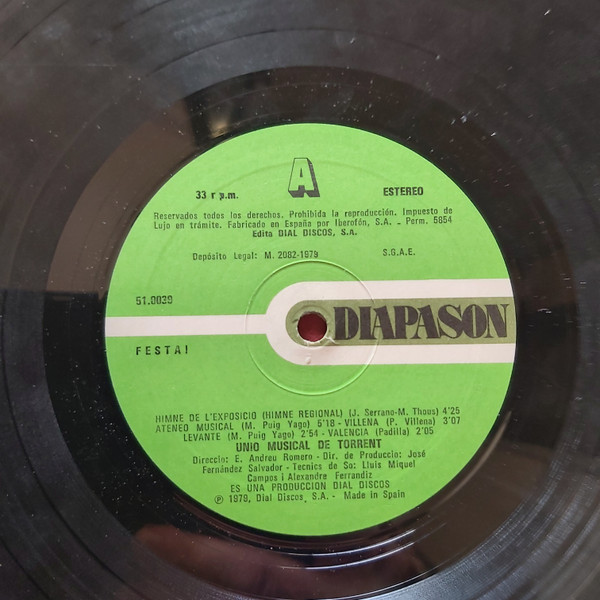 A
33 r p.m. ESTEREO
Reservados todos los derechos. Prohibida la reproducción. Impuesto de
Lujo en trámite. Fabricado en España por Iberofón, S.A. - Perm. 5854
Edita DIAL DISCOS, S.A.
Depósito Legal: M. 2082-1979 S.G.A.E.
51.0039
DIAPASON
FESTA!
HIMNE DE L'EXPOSICIO (HIMNE REGIONAL) (J. Serrano-M. Thous) 4'25
ATENEO MUSICAL (M. Puig Yago) 5'18 - VILLENA (P. Villena) 3'07
LEVANTE (M. Puig Yago) 2'54 - VALENCIA (Padilla) 2'05
UNIO MUSICAL DE TORRENT
Direccio: E. Andreu Romero - Dir. de Produccio: José
Fernández Salvador - Tecnics de So: Lluis Miquel
Campos i Alexandre Ferrandiz
ES UNA PRODUCCION DIAL DISCOS
℗ 1979, Dial Discos, S.A. - Made in Spain